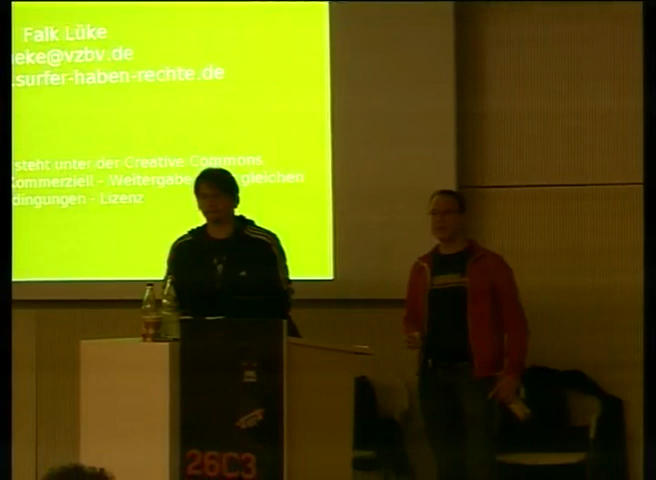 Falk Lüke
eke@vzbv.de
.surfer-haben-rechte.de
steht unter der Creative Commons
Kommerziell - Weitergabe gleichen
dingungen - Lizenz
26C3